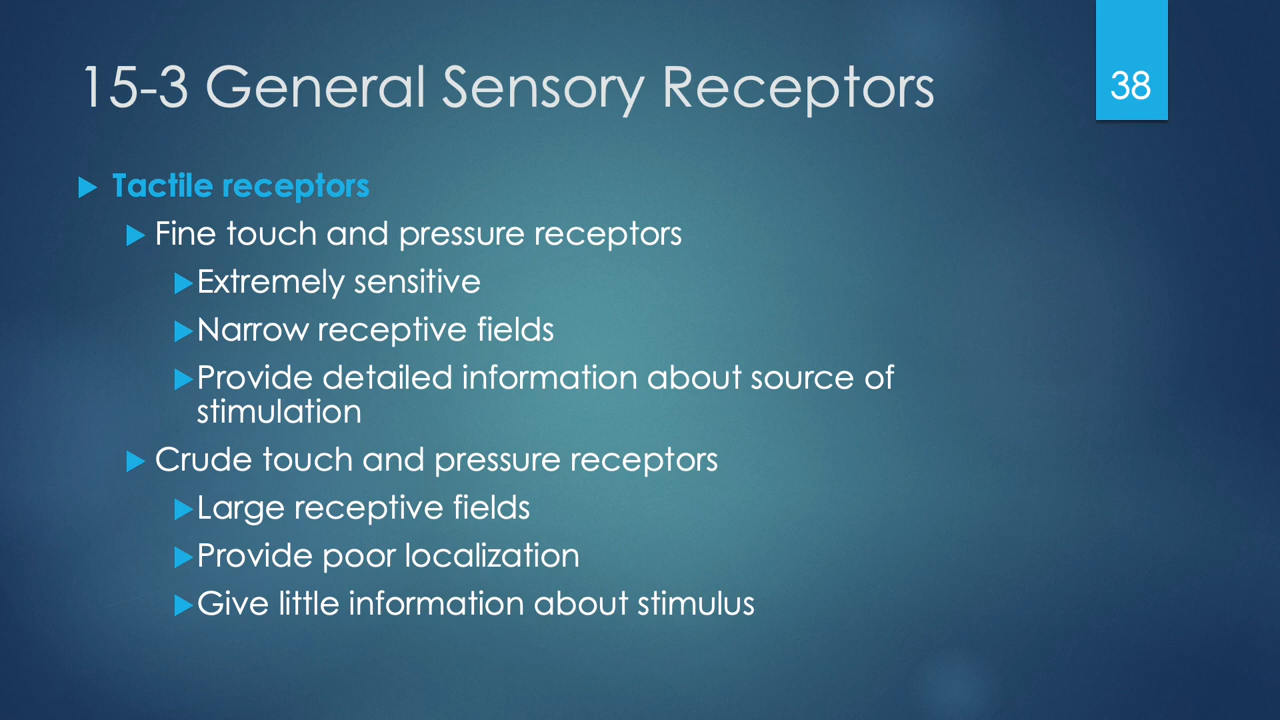 15-3 General Sensory Receptors
38
Tactile receptors
Fine touch and pressure receptors
Extremely sensitive
Narrow receptive fields
Provide detailed information about source of
stimulation
Crude touch and pressure receptors
Large receptive fields
Provide poor localization
Give little information about stimulus